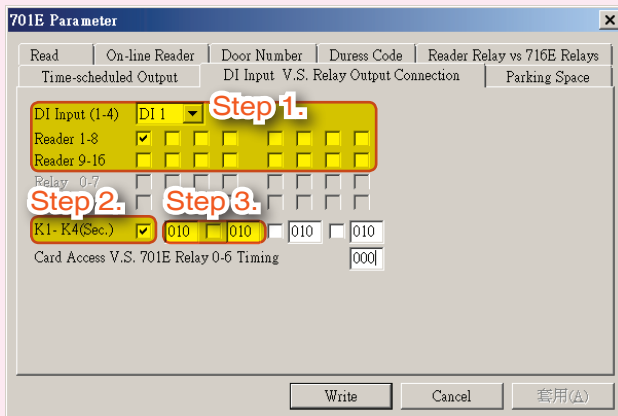 701E Parameter
Read On-line Reader Door Number Duress Code Reader Relay vs 716E Relays
Time-scheduled Output DI Input V.S. Relay Output Connection Parking Space
DI Input (1-4) DI 1 Step 1.
Reader 1-8
Reader 9-16
Relay 0-7
Step 2. Step 3.
K1- K4(Sec.) 010 010 010 010
Card Access V.S. 701E Relay 0-6 Timing 000
Write Cancel 套用(A)